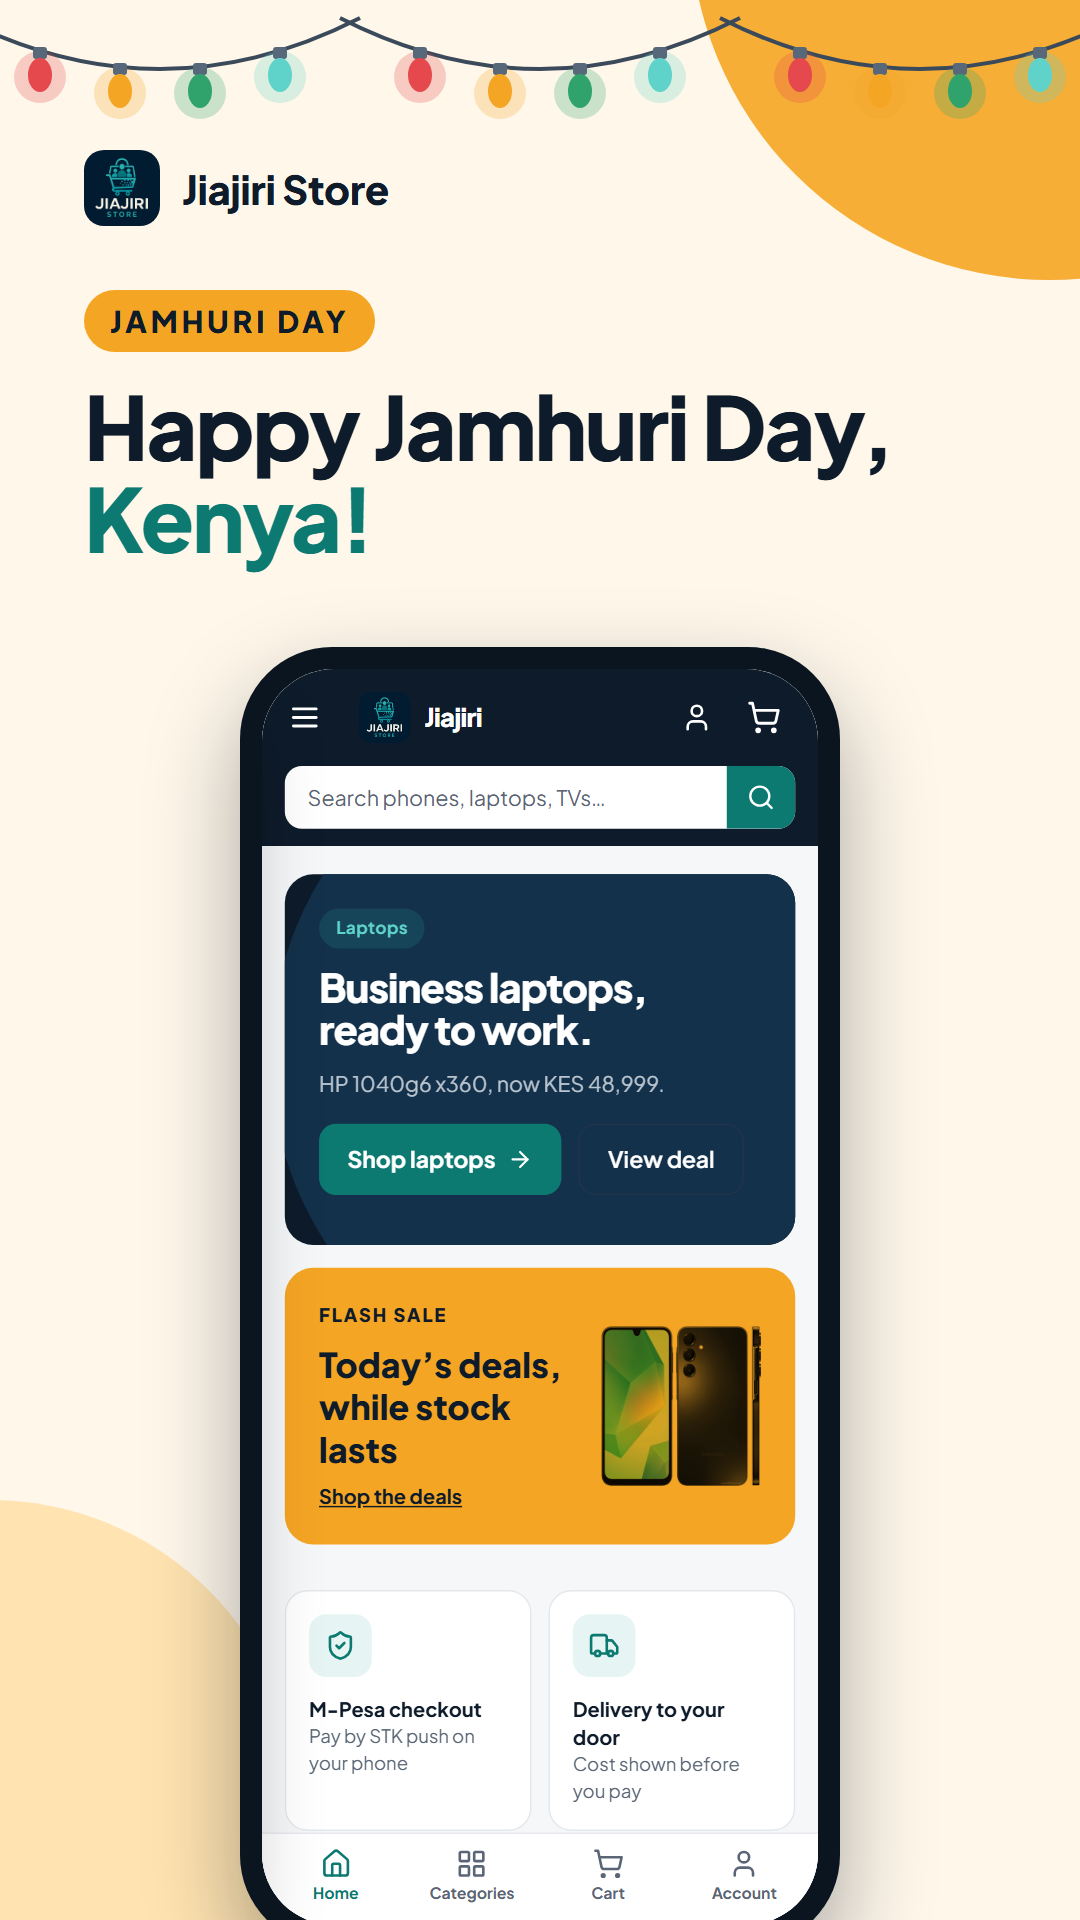 JIAJIRI
STORE
Jiajiri Store
JAMHURI DAY
Happy Jamhuri Day,
Kenya!
JIAJIRI
STORE
Jiajiri
Search phones, laptops, TVs...
Laptops
Business laptops,
ready to work.
HP 1040g6 x360, now KES 48,999.
Shop laptops
View deal
FLASH SALE
Today’s deals,
while stock
lasts
Shop the deals
M-Pesa checkout
Pay by STK push on
your phone
Delivery to your
door
Cost shown before
you pay
Home
Categories
Cart
Account